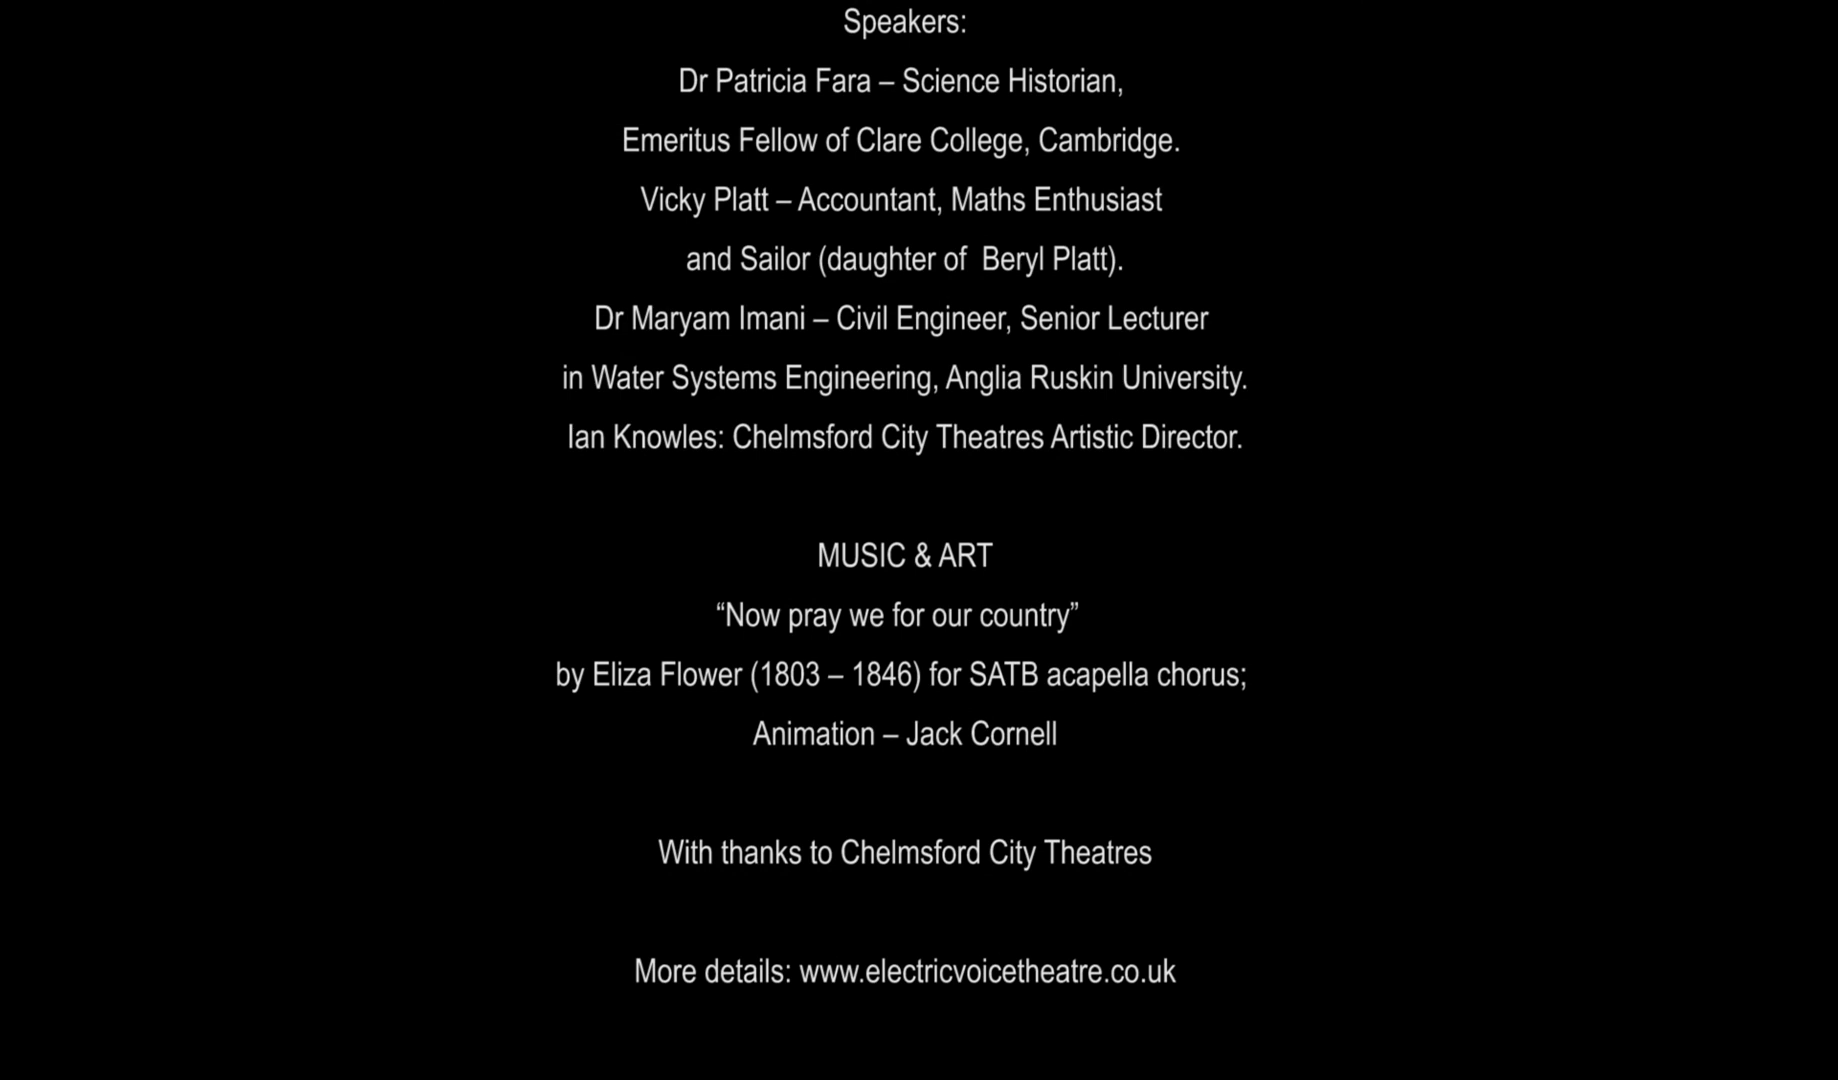 Speakers:
Dr Patricia Fara – Science Historian,
Emeritus Fellow of Clare College, Cambridge.
Vicky Platt – Accountant, Maths Enthusiast
and Sailor (daughter of  Beryl Platt).
Dr Maryam Imani – Civil Engineer, Senior Lecturer
in Water Systems Engineering, Anglia Ruskin University.
Ian Knowles: Chelmsford City Theatres Artistic Director.
MUSIC & ART
“Now pray we for our country”
by Eliza Flower (1803 – 1846) for SATB acapella chorus;
Animation – Jack Cornell
With thanks to Chelmsford City Theatres
More details: www.electricvoicetheatre.co.uk